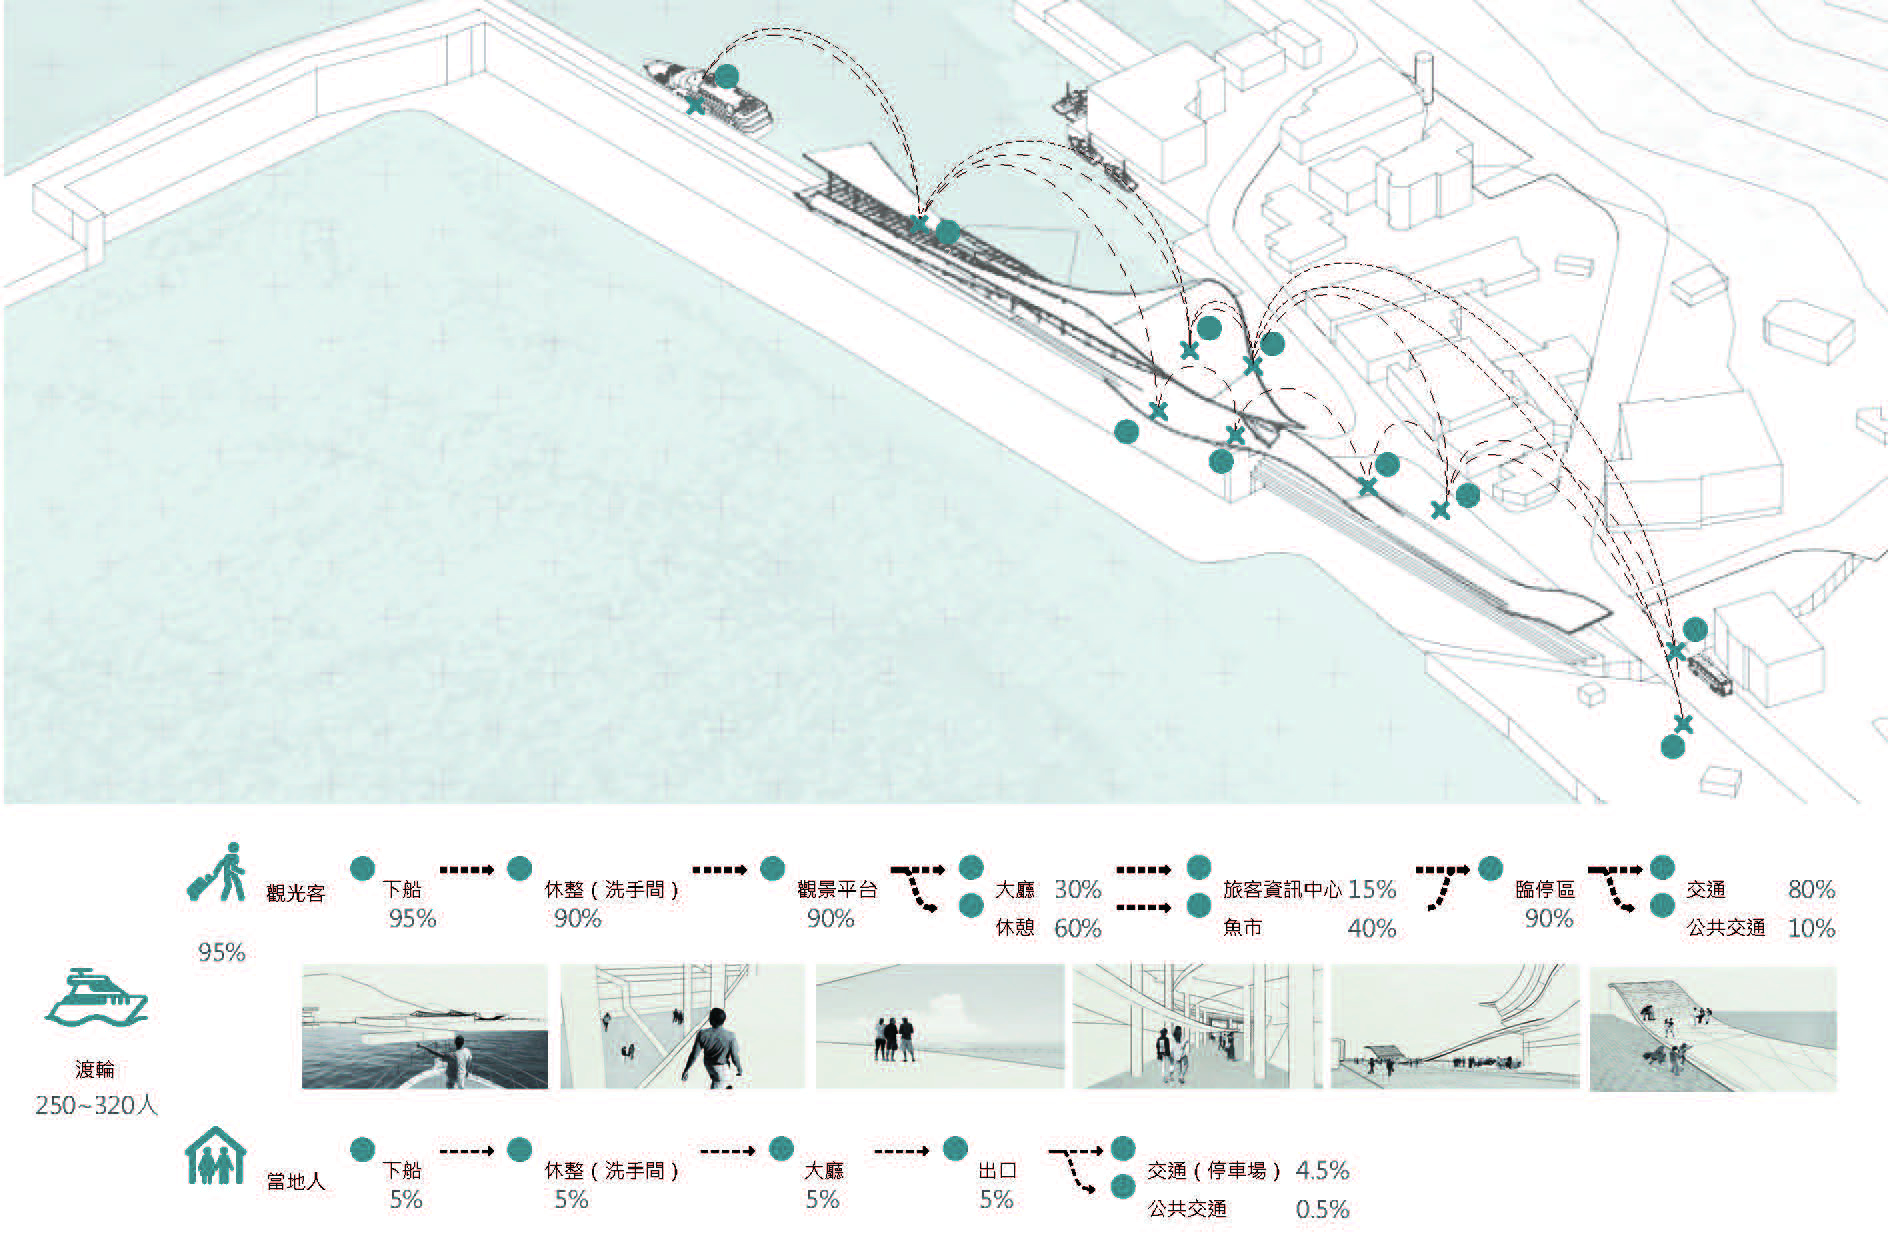 觀光客
95%
下船
95%
休整（洗手間）
90%
觀景平台
90%
大廳 30%
休憩 60%
旅客資訊中心 15%
魚市 40%
臨停區
90%
交通 80%
公共交通 10%
渡輪
250~320人
當地人
下船
5%
休整（洗手間）
5%
大廳
5%
出口
5%
交通（停車場） 4.5%
公共交通 0.5%